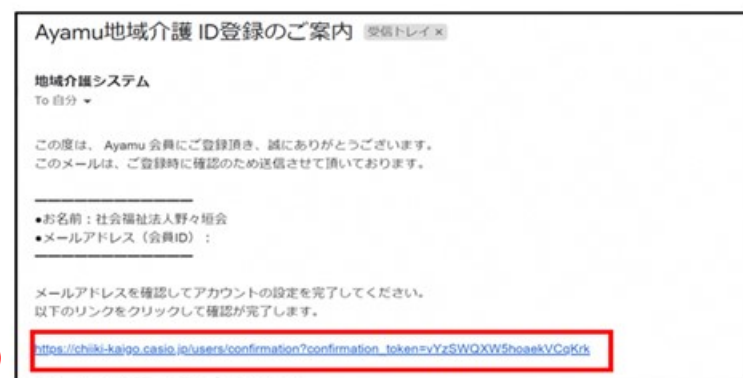 Ayamu地域介護 ID登録のご案内 受信トレイ ×
地域介護システム
To 自分
この度は、 Ayamu 会員にご登録頂き、誠にありがとうございます。
このメールは、ご登録時に確認のため送信させて頂いております。
●お名前：社会福祉法人野々垣会
●メールアドレス（会員ID）：
メールアドレスを確認してアカウントの設定を完了してください。
以下のリンクをクリックして確認が完了します。
https://chiiki-kaigo.casio.jp/users/confirmation?confirmation_token=vYzSWQXW5hoaekVCqKrk